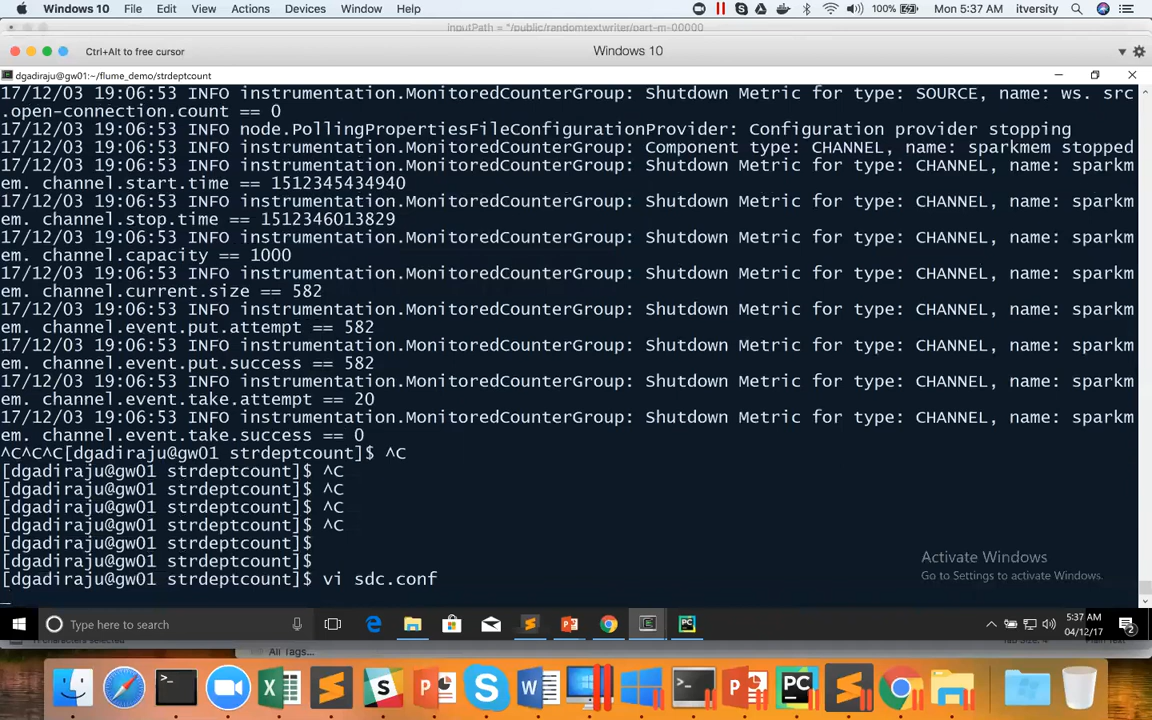 Windows 10 File Edit View Actions Devices Window Help 100% Mon 5:37 AM itversity
inputPath = "/public/randomtextwriter/part-m-00000
Ctrl+Alt to free cursor Windows 10
dgadiraju@gw01:~/flume_demo/strdeptcount
17/12/03 19:06:53 INFO instrumentation.MonitoredCounterGroup: Shutdown Metric for type: SOURCE, name: ws. src
.open-connection.count == 0
17/12/03 19:06:53 INFO node.PollingPropertiesFileConfigurationProvider: Configuration provider stopping
17/12/03 19:06:53 INFO instrumentation.MonitoredCounterGroup: Component type: CHANNEL, name: sparkmem stopped
17/12/03 19:06:53 INFO instrumentation.MonitoredCounterGroup: Shutdown Metric for type: CHANNEL, name: sparkm
em. channel.start.time == 1512345434940
17/12/03 19:06:53 INFO instrumentation.MonitoredCounterGroup: Shutdown Metric for type: CHANNEL, name: sparkm
em. channel.stop.time == 1512346013829
17/12/03 19:06:53 INFO instrumentation.MonitoredCounterGroup: Shutdown Metric for type: CHANNEL, name: sparkm
em. channel.capacity == 1000
17/12/03 19:06:53 INFO instrumentation.MonitoredCounterGroup: Shutdown Metric for type: CHANNEL, name: sparkm
em. channel.current.size == 582
17/12/03 19:06:53 INFO instrumentation.MonitoredCounterGroup: Shutdown Metric for type: CHANNEL, name: sparkm
em. channel.event.put.attempt == 582
17/12/03 19:06:53 INFO instrumentation.MonitoredCounterGroup: Shutdown Metric for type: CHANNEL, name: sparkm
em. channel.event.put.success == 582
17/12/03 19:06:53 INFO instrumentation.MonitoredCounterGroup: Shutdown Metric for type: CHANNEL, name: sparkm
em. channel.event.take.attempt == 20
17/12/03 19:06:53 INFO instrumentation.MonitoredCounterGroup: Shutdown Metric for type: CHANNEL, name: sparkm
em. channel.event.take.success == 0
^C^C^C[dgadiraju@gw01 strdeptcount]$ ^C
[dgadiraju@gw01 strdeptcount]$ ^C
[dgadiraju@gw01 strdeptcount]$ ^C
[dgadiraju@gw01 strdeptcount]$ ^C
[dgadiraju@gw01 strdeptcount]$ ^C
[dgadiraju@gw01 strdeptcount]$
[dgadiraju@gw01 strdeptcount]$
[dgadiraju@gw01 strdeptcount]$ vi sdc.conf
Activate Windows
Go to Settings to activate Windows.
Type here to search 5:37 AM
04/12/17
All Tags...